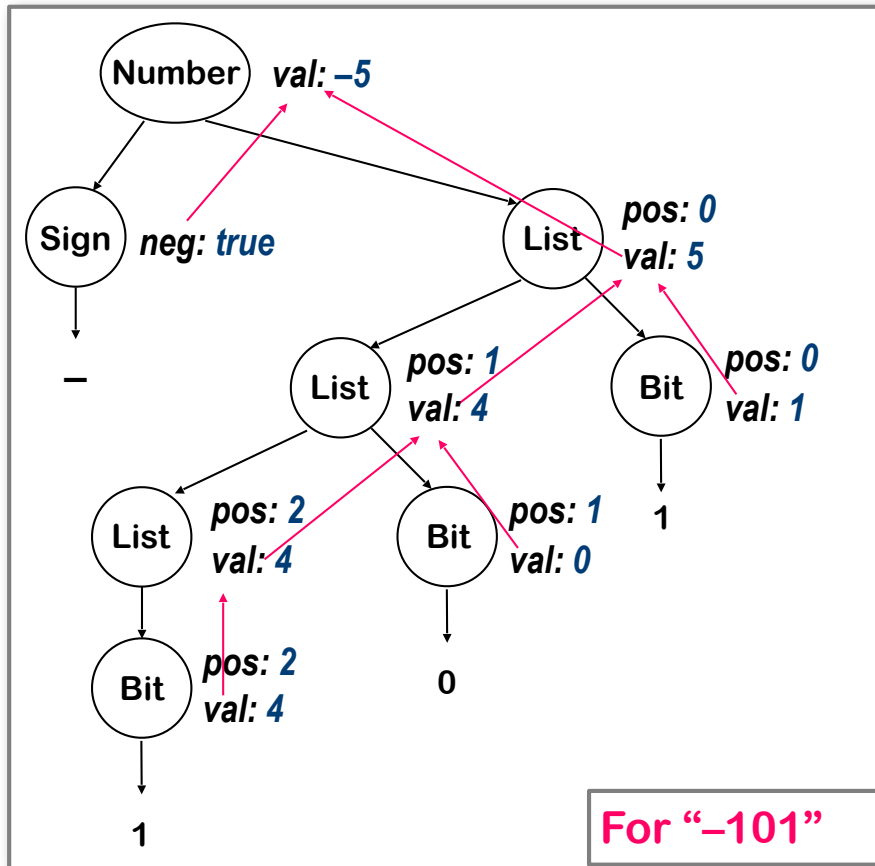 Number val: –5
pos: 0
Sign neg: true List val: 5
–
pos: 1
List val: 4
pos: 0
Bit val: 1
pos: 2
List val: 4
pos: 1
Bit val: 0
1
pos: 2
Bit val: 4
0
1
For “–101”